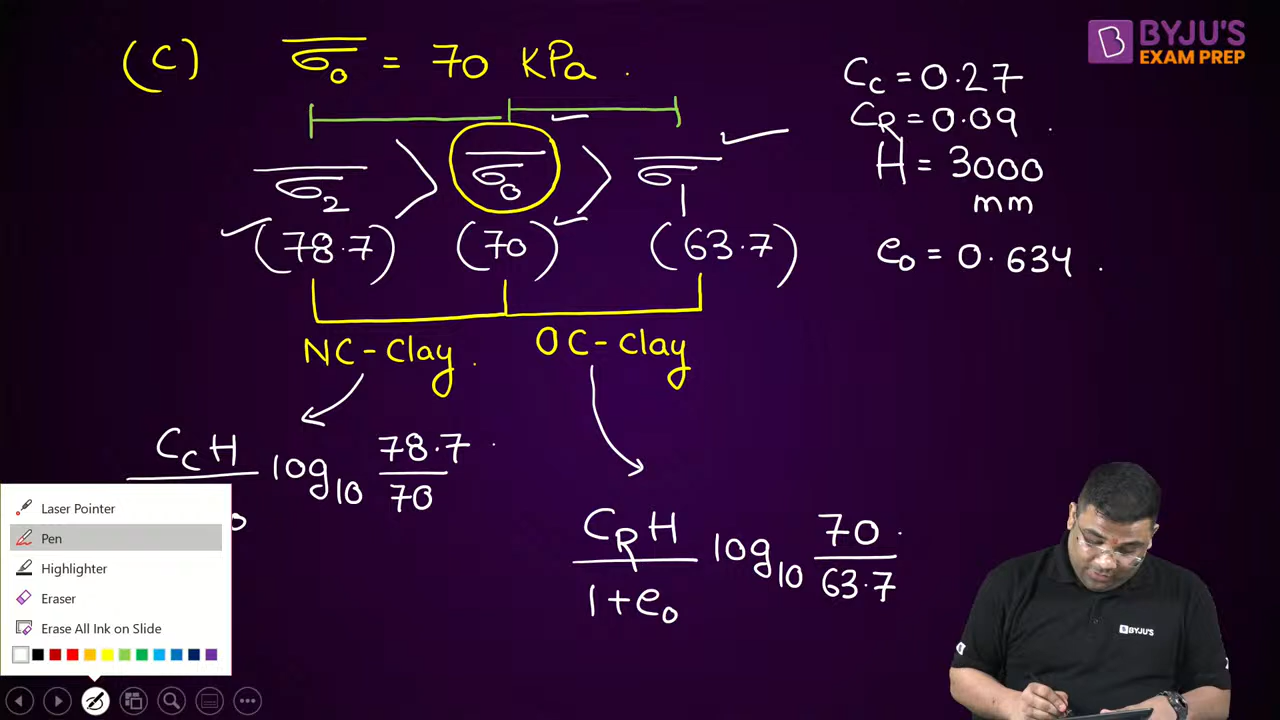 (C) σ̅₀ = 70 KPa .
BYJU'S
EXAM PREP
Cc = 0.27
CR = 0.09 .
H = 3000
mm
e₀ = 0.634 .
σ̅₂ > σ̅₀ > σ̅₁
(78.7) (70) (63.7)
NC-Clay . OC-Clay
CcH log₁₀ 78.7 .
70
0
CRH log₁₀ 70 .
1+e₀ 63.7
Laser Pointer
Pen
Highlighter
Eraser
Erase All Ink on Slide
BYJU'S